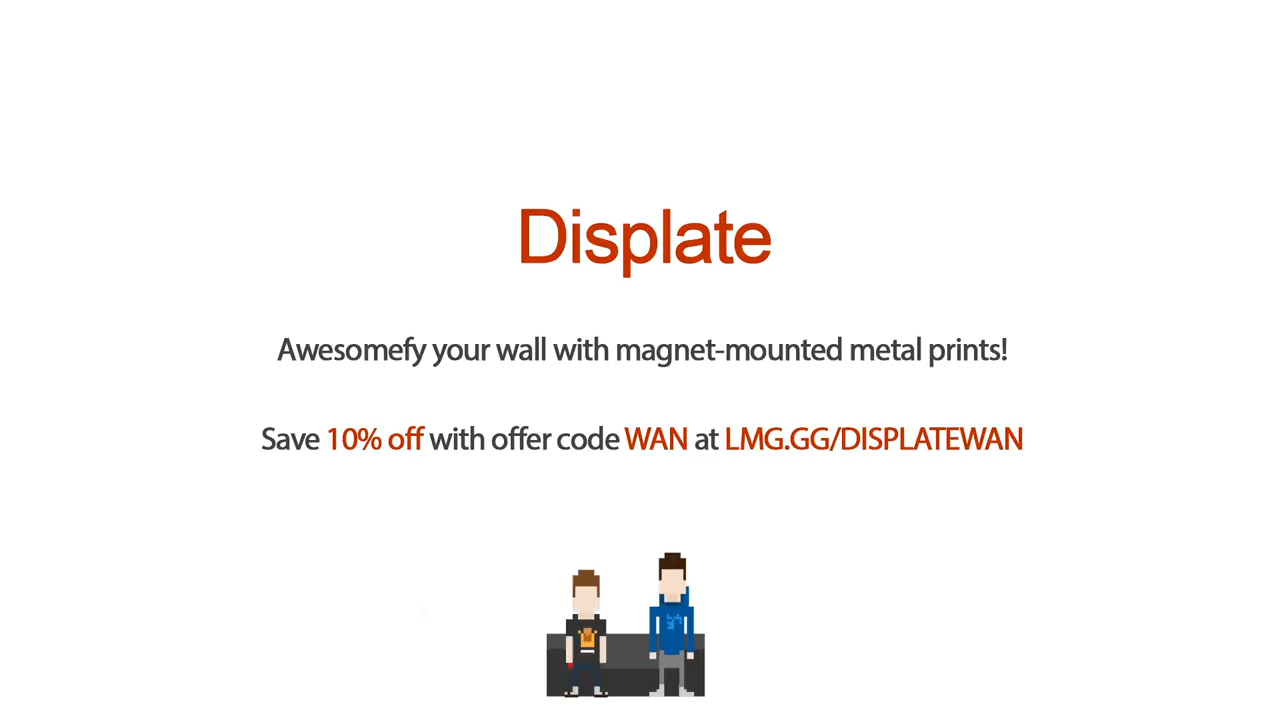 Displate
Awesomefy your wall with magnet-mounted metal prints!
Save 10% off with offer code WAN at LMG.GG/DISPLATEWAN